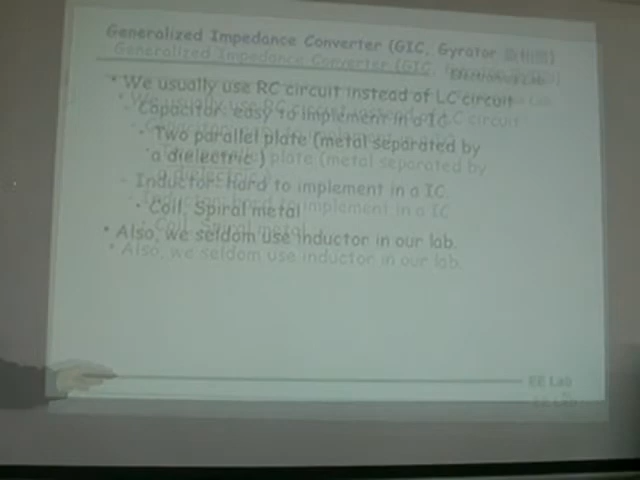 Generalized Impedance Converter (GIC, Gyrator
Electronics Lab
• We usually use RC circuit instead of LC circuit
– Capacitor: easy to implement in a IC
• Two parallel plate (metal separated by
a dielectric )
– Inductor: hard to implement in a IC
• Coil, Spiral metal
• Also, we seldom use inductor in our lab.
EE Lab